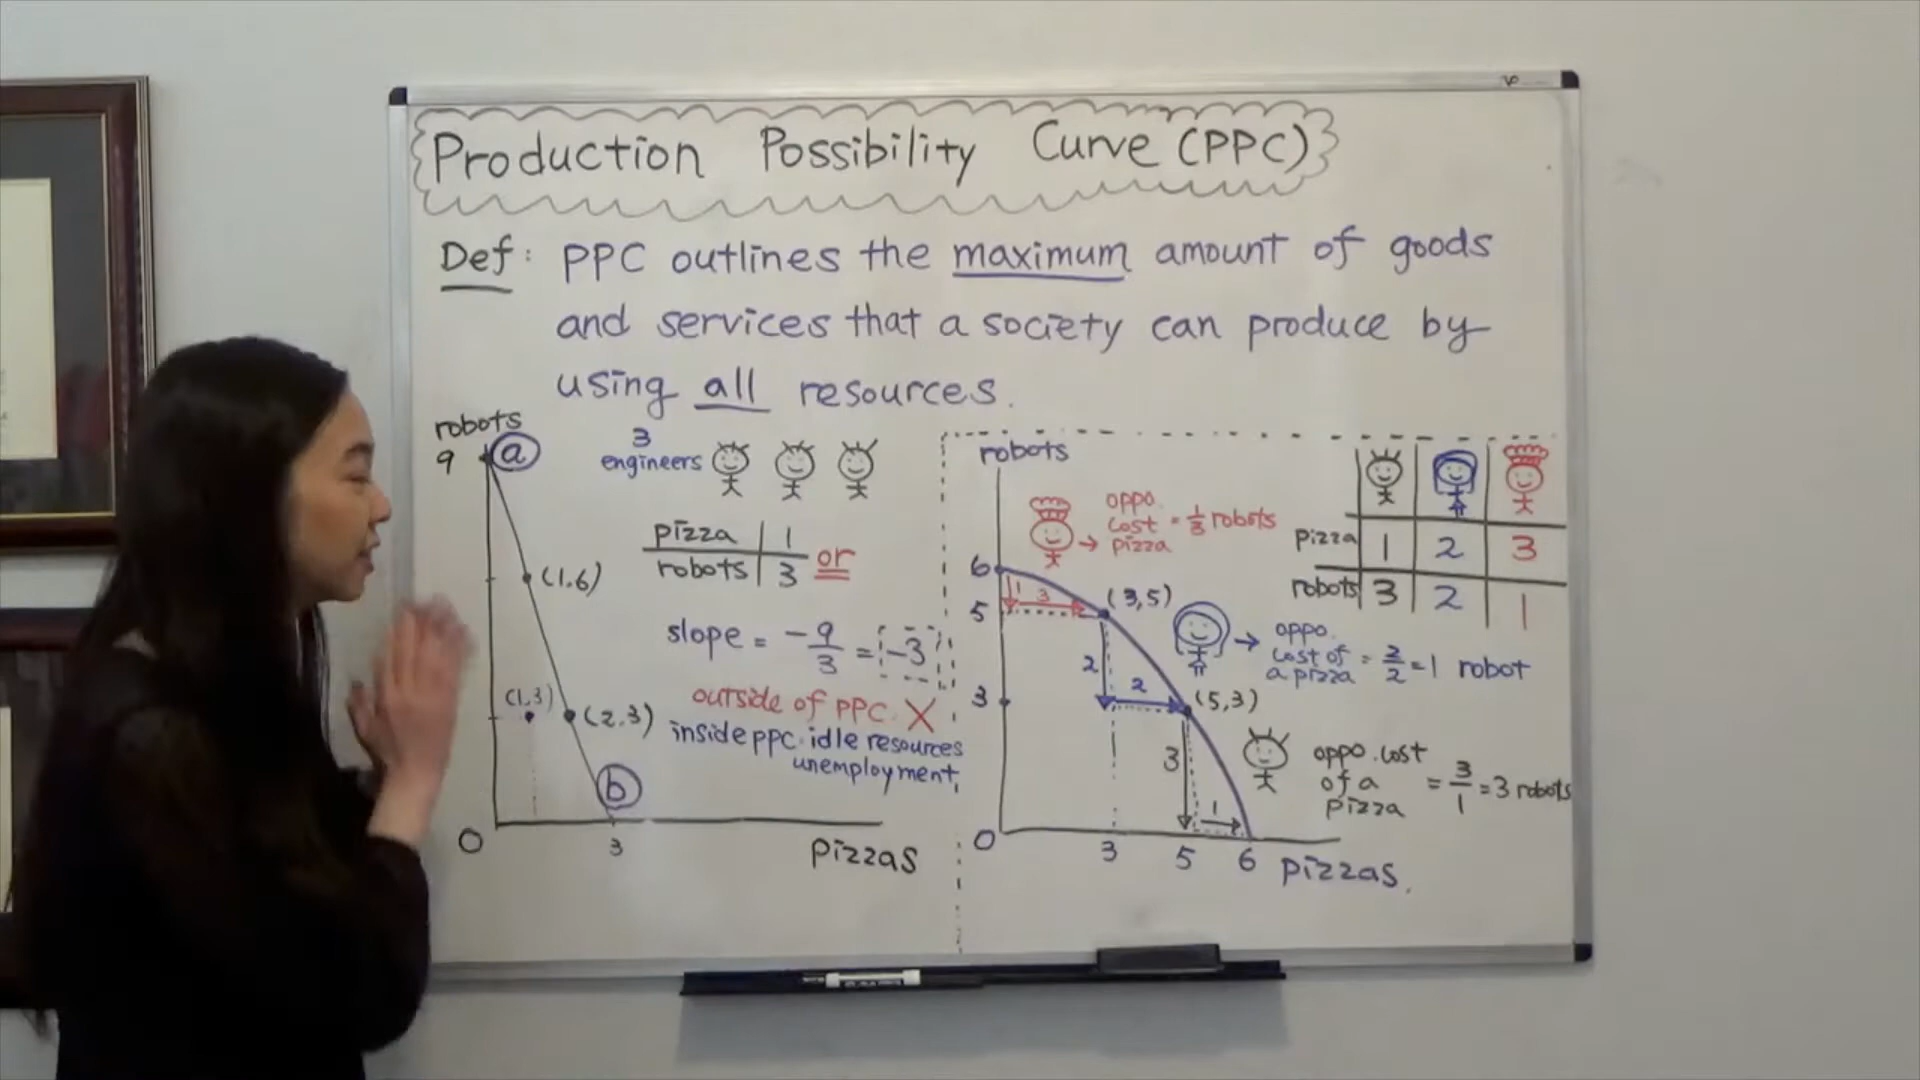 Production Possibility Curve (PPC)
Def: PPC outlines the maximum amount of goods
and services that a society can produce by
using all resources.
robots
9
a
(1,6)
(1,3)
(2,3)
b
0
3
pizzas
3
engineers
pizza 1
robots 3 or
slope = -9/3 = -3
outside of PPC. X
inside ppc. idle resources
unemployment
robots
6
5
3
0
3
5
6
pizzas.
oppo.
cost = 1/3 robots
pizza
1
3
(3,5)
2
2
oppo.
cost of = 2/2 = 1 robot
a pizza
(5,3)
3
1
oppo. cost
of a = 3/1 = 3 robots
pizza
pizza 1 2 3
robots 3 2 1